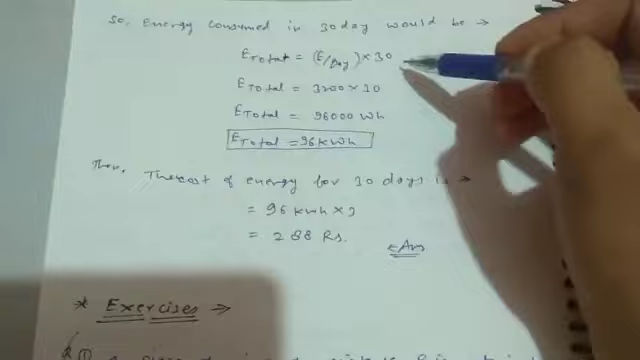 So, Energy consumed in 30 day would be →
E Total = (E/Day) × 30
E Total = 3200 × 30
E Total = 96000 Wh
E Total = 96 kWh
Then, The cost of energy for 30 days is →
= 96 kWh × 3
= 288 Rs.
Ans
* Exercises →